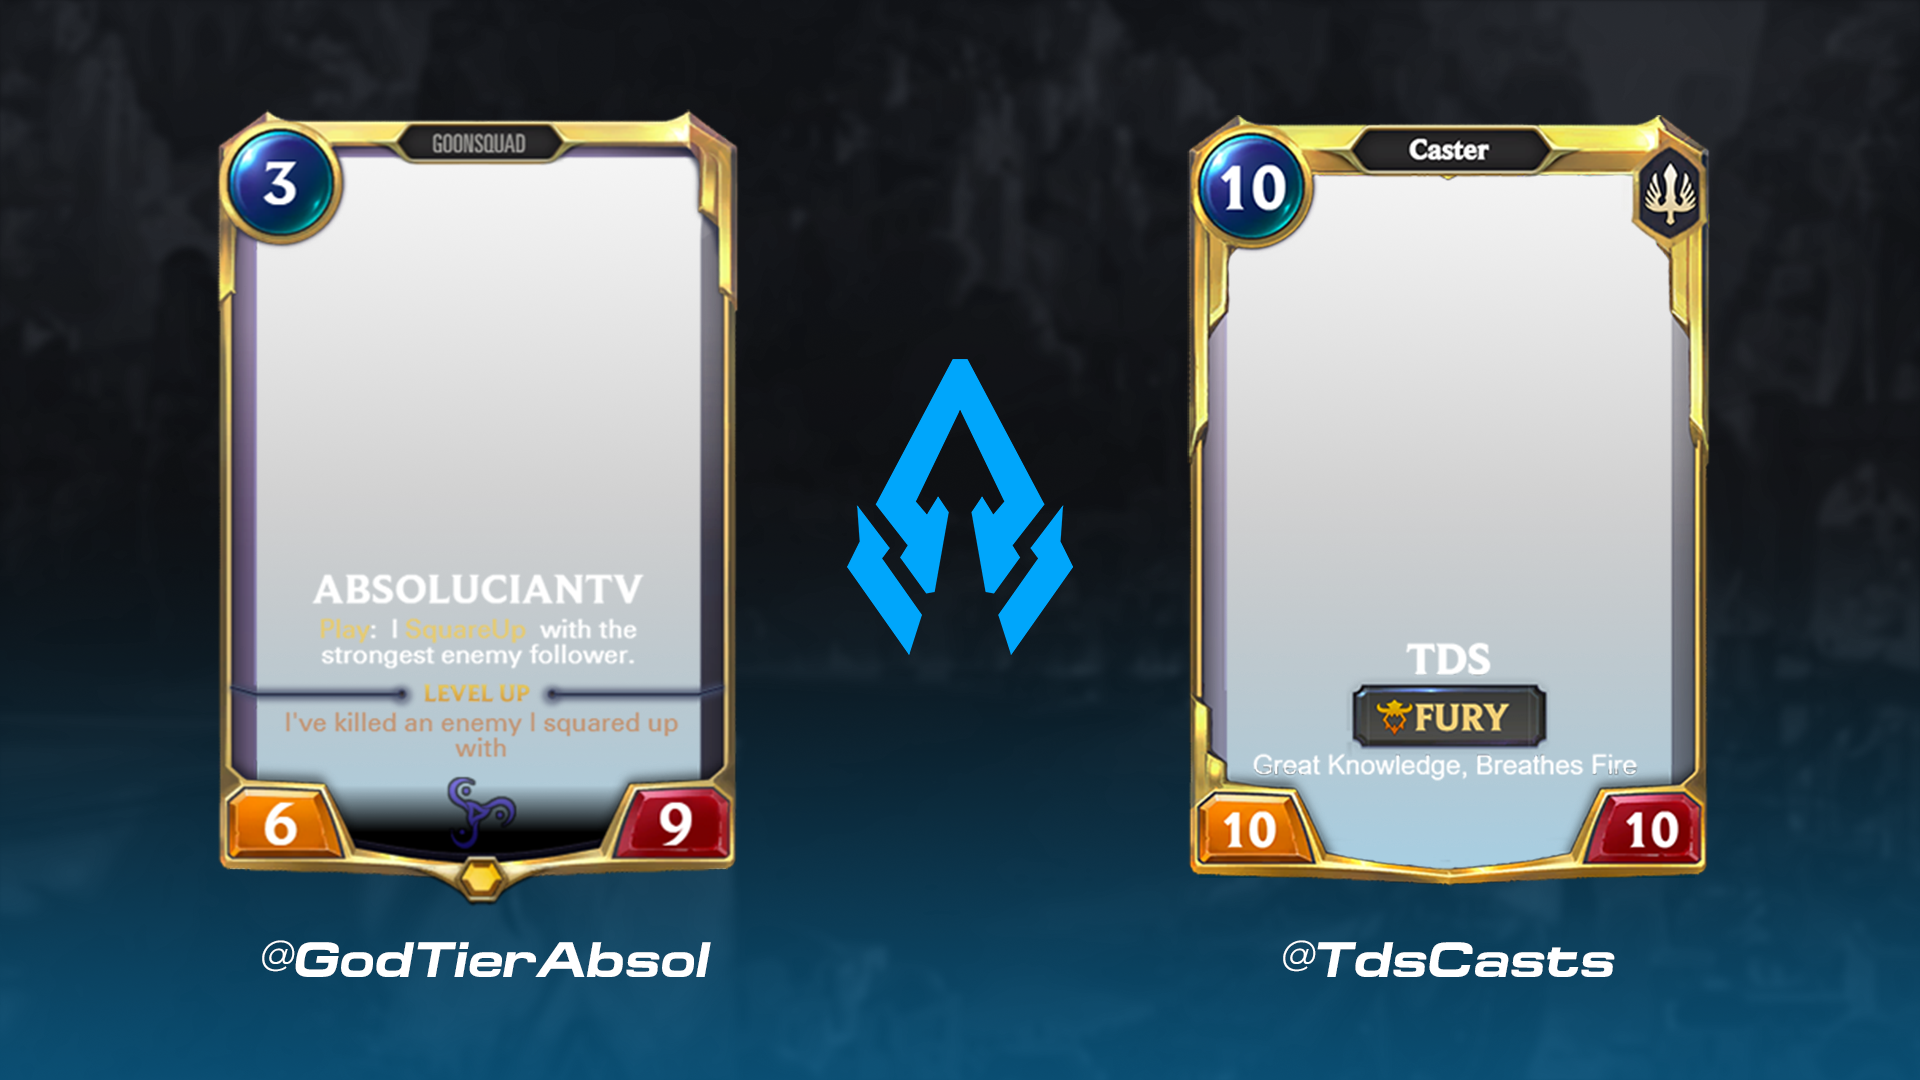 GOONSQUAD
3
ABSOLUCIANTV
Play: I SquareUp with the
strongest enemy follower.
LEVEL UP
I've killed an enemy I squared up
with
6
9
@GodTierAbsol
Caster
10
TDS
FURY
Great Knowledge, Breathes Fire
10
10
@TdsCasts